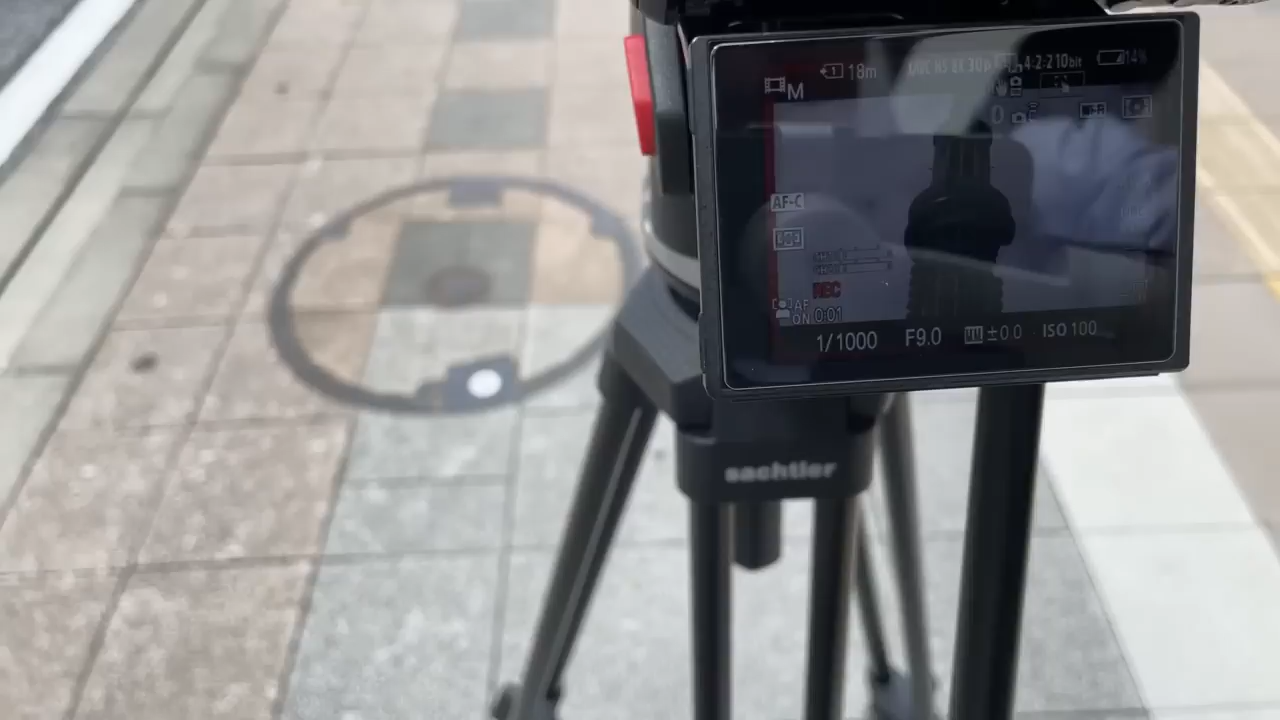 18m
4:2:2 10bit
14%
M
AF-C
REC
AF
ON 0:01
1/1000 F9.0 ±0.0 ISO 100
sachtler